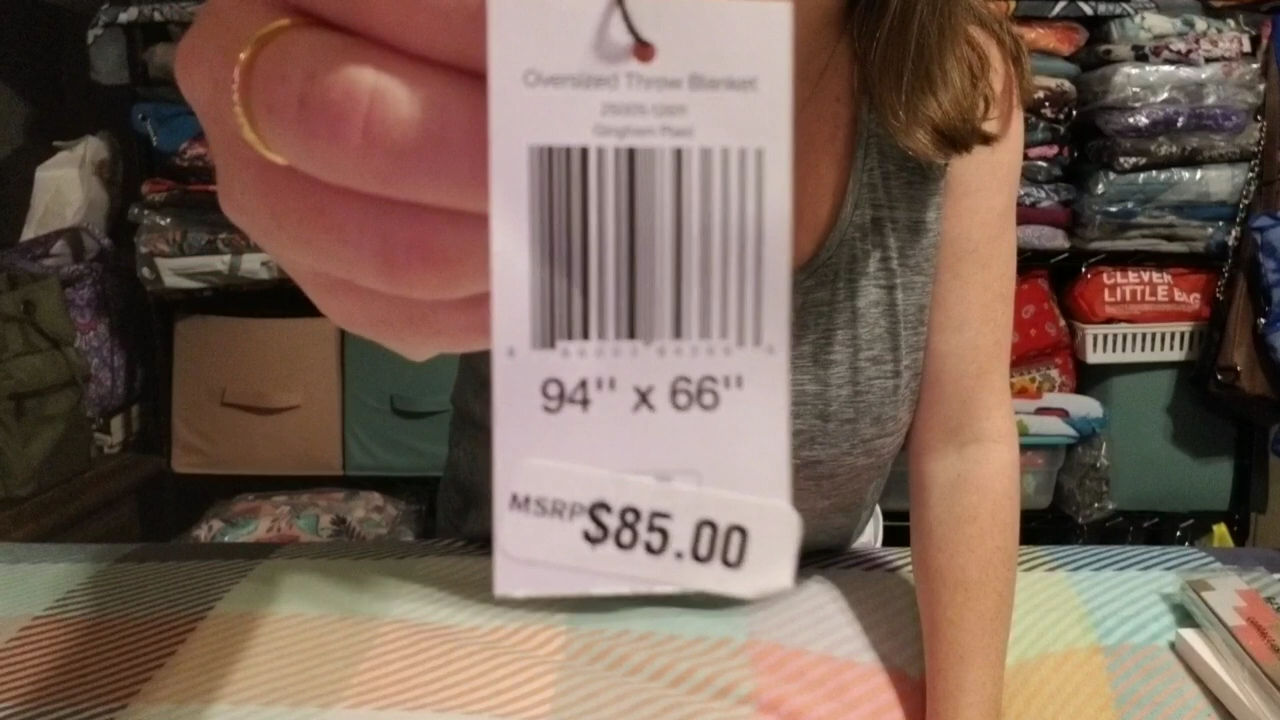 Oversized Throw Blanket
Gingham Plaid
94" x 66"
MSRP $85.00
CLEVER
LITTLE BAG